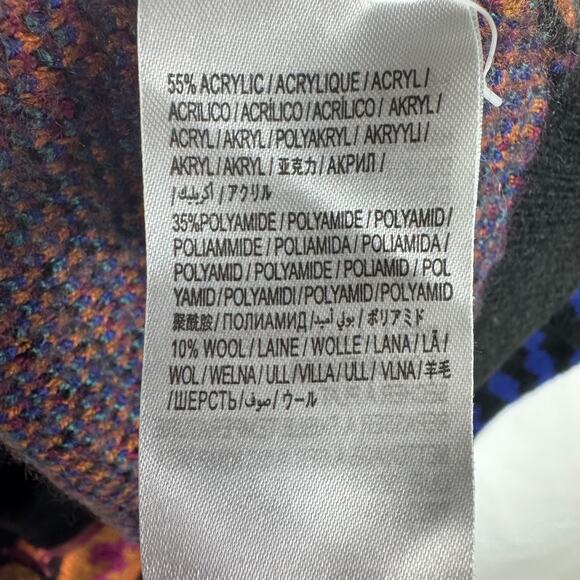 55% ACRYLIC / ACRYLIQUE / ACRYL /
ACRILICO / ACRÍLICO / ACRÍLICO / AKRYL /
ACRYL / AKRYL / POLYAKRYL / AKRYYLI /
AKRYL / AKRYL / 亚克力 / АКРИЛ /
/ أكريليك / アクリル
35%POLYAMIDE / POLYAMIDE / POLYAMID /
POLIAMMIDE / POLIAMIDA / POLIAMIDA /
POLYAMID / POLYAMIDE / POLIAMID / POL
YAMID / POLYAMIDI / POLYAMID / POLYAMID
聚酰胺 / ПОЛИАМИД / بولي أميد / ポリアミド
10% WOOL / LAINE / WOLLE / LANA / LÃ /
WOL / WEŁNA / ULL / VILLA / ULL / VLNA / 羊毛
/ШЕРСТЬ / صوف / ウール